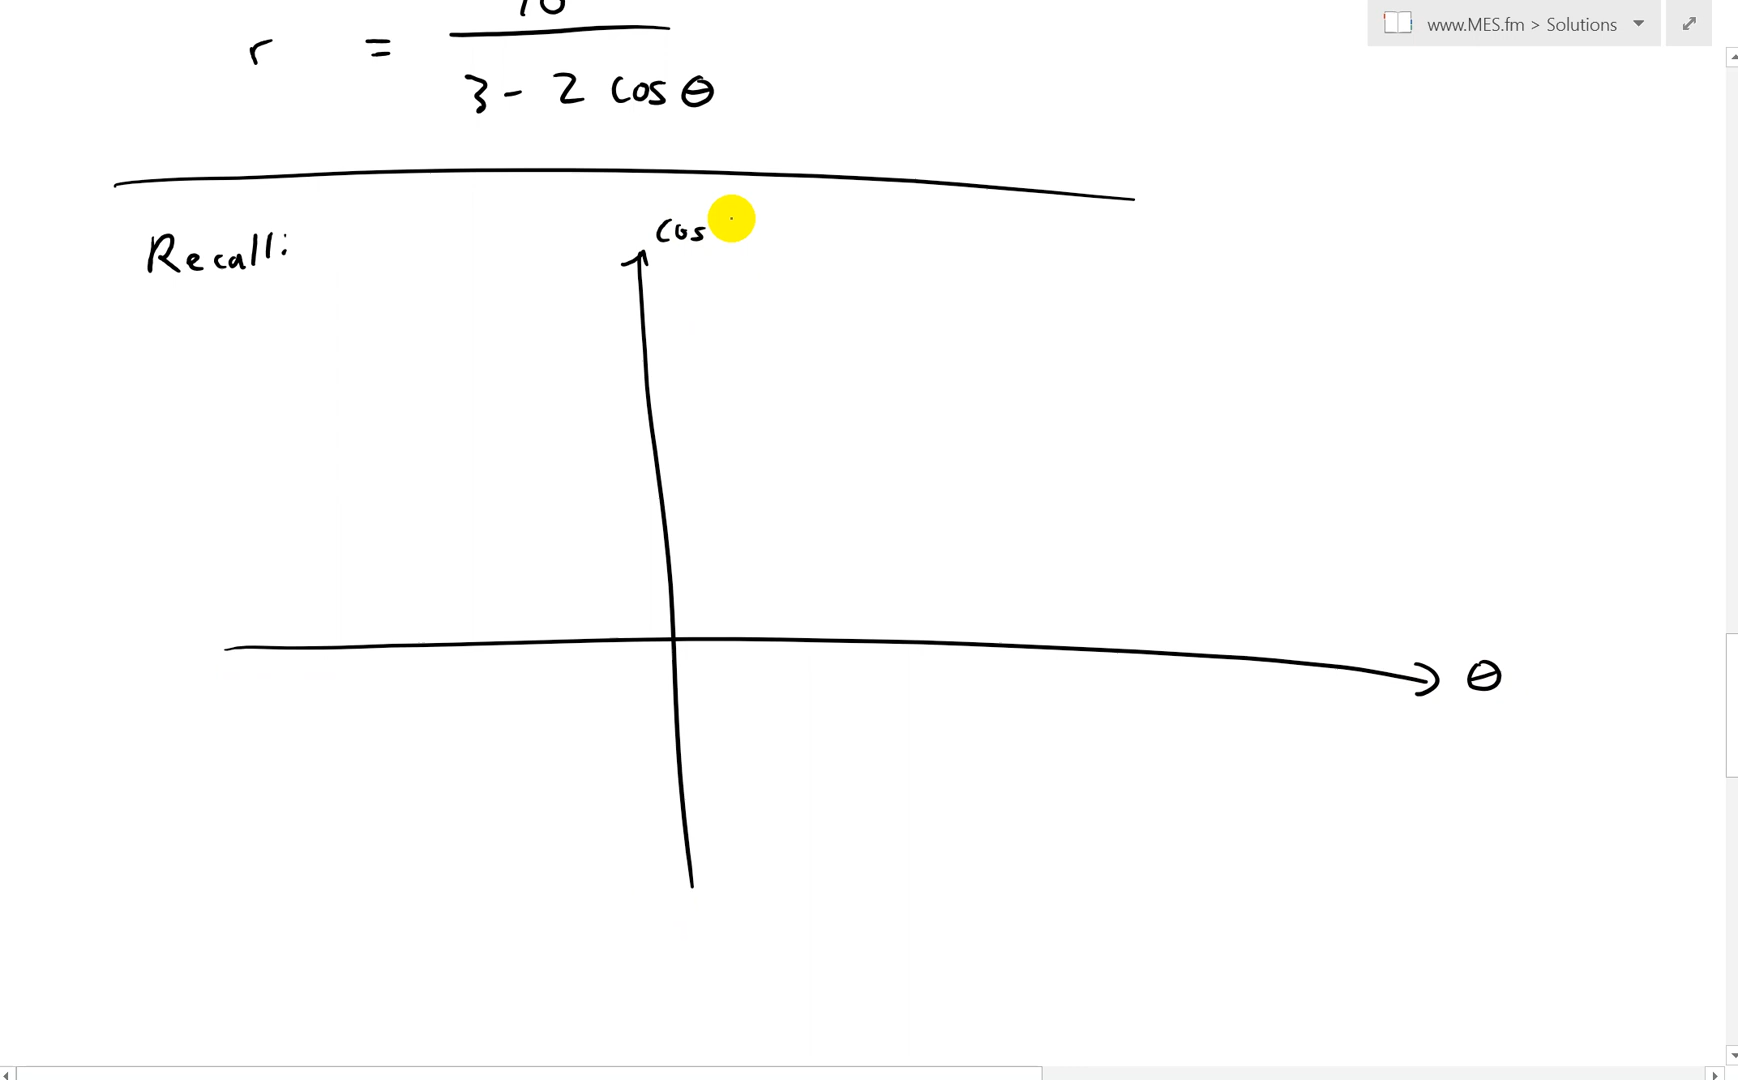 10
r = 3 - 2 cos θ
www.MES.fm > Solutions
Recall:
cos
θ